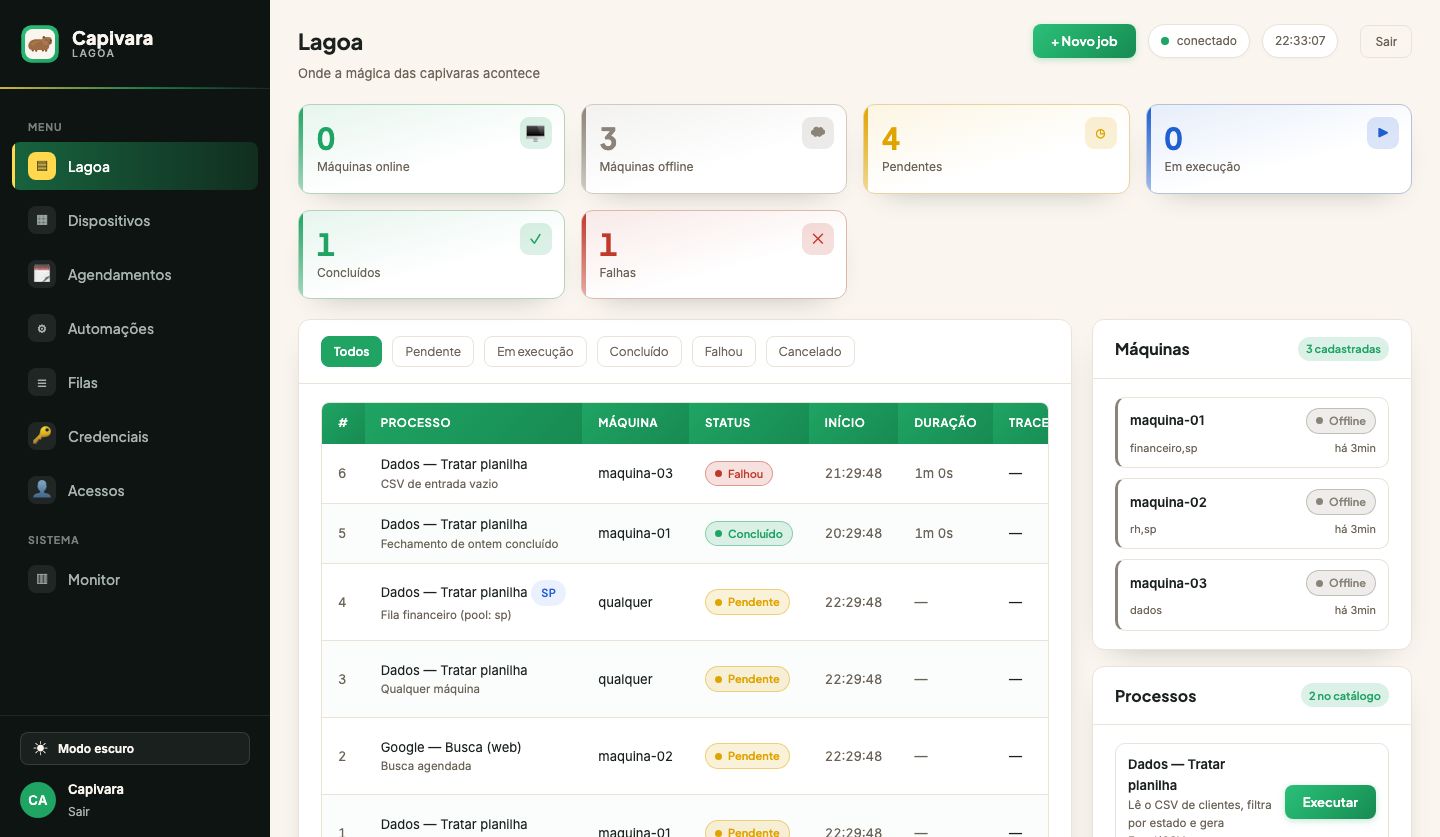 Capivara
LAGOA
MENU
Lagoa
Dispositivos
Agendamentos
Automações
Filas
Credenciais
Acessos
SISTEMA
Monitor
Modo escuro
CA
Capivara
Sair
Lagoa
Onde a mágica das capivaras acontece
+ Novo job
conectado
22:33:07
Sair
0
Máquinas online
3
Máquinas offline
4
Pendentes
0
Em execução
1
Concluídos
1
Falhas
Todos
Pendente
Em execução
Concluído
Falhou
Cancelado
# PROCESSO MÁQUINA STATUS INÍCIO DURAÇÃO TRACE
6 Dados — Tratar planilha maquina-03 Falhou 21:29:48 1m 0s —
CSV de entrada vazio
5 Dados — Tratar planilha maquina-01 Concluído 20:29:48 1m 0s —
Fechamento de ontem concluído
4 Dados — Tratar planilha SP qualquer Pendente 22:29:48 — —
Fila financeiro (pool: sp)
3 Dados — Tratar planilha qualquer Pendente 22:29:48 — —
Qualquer máquina
2 Google — Busca (web) maquina-02 Pendente 22:29:48 — —
Busca agendada
1 Dados — Tratar planilha maquina-01 Pendente 22:29:48 — —
Máquinas
3 cadastradas
maquina-01 Offline
financeiro,sp há 3min
maquina-02 Offline
rh,sp há 3min
maquina-03 Offline
dados há 3min
Processos
2 no catálogo
Dados — Tratar
planilha
Lê o CSV de clientes, filtra
por estado e gera
Executar